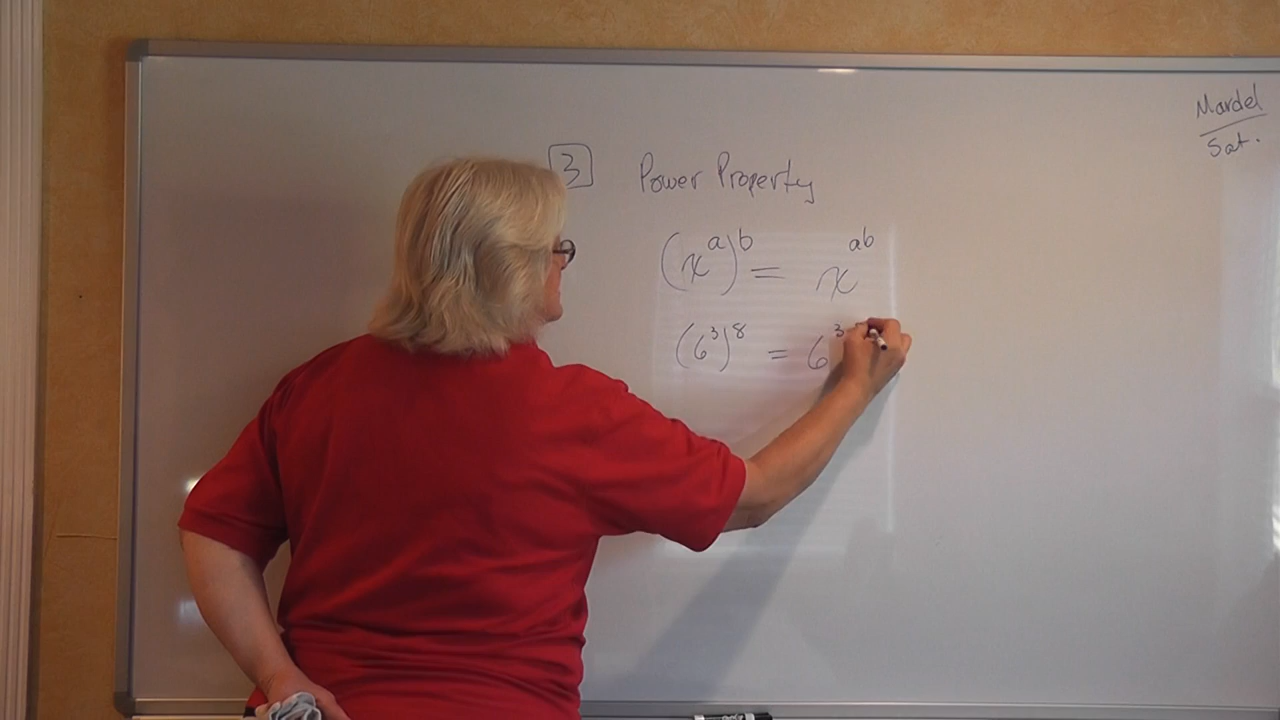 Mardel
Sat.
3 Power Property
(x^a)^b = x^ab
(6^3)^8 = 6^3